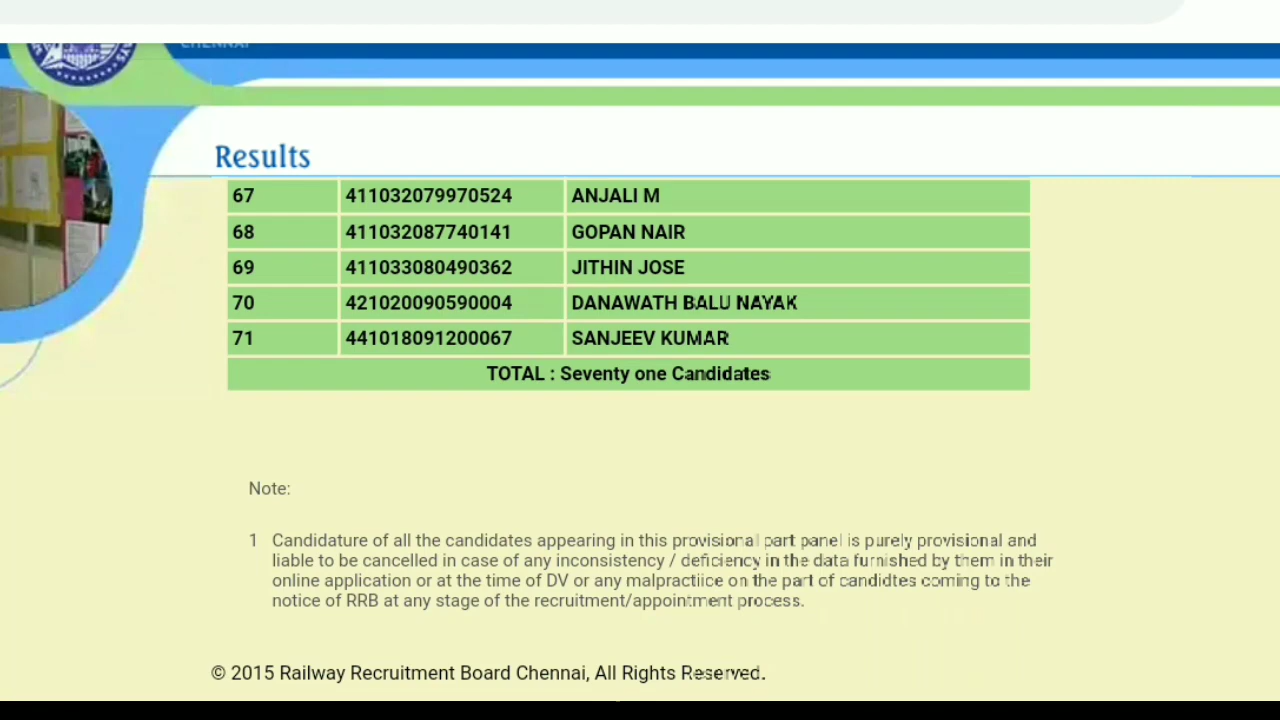 CHENNAI
Results
67 411032079970524 ANJALI M
68 411032087740141 GOPAN NAIR
69 411033080490362 JITHIN JOSE
70 421020090590004 DANAWATH BALU NAYAK
71 441018091200067 SANJEEV KUMAR
TOTAL : Seventy one Candidates
Note:
1 Candidature of all the candidates appearing in this provisional part panel is purely provisional and
liable to be cancelled in case of any inconsistency / deficiency in the data furnished by them in their
online application or at the time of DV or any malpractiice on the part of candidtes coming to the
notice of RRB at any stage of the recruitment/appointment process.
© 2015 Railway Recruitment Board Chennai, All Rights Reserved.